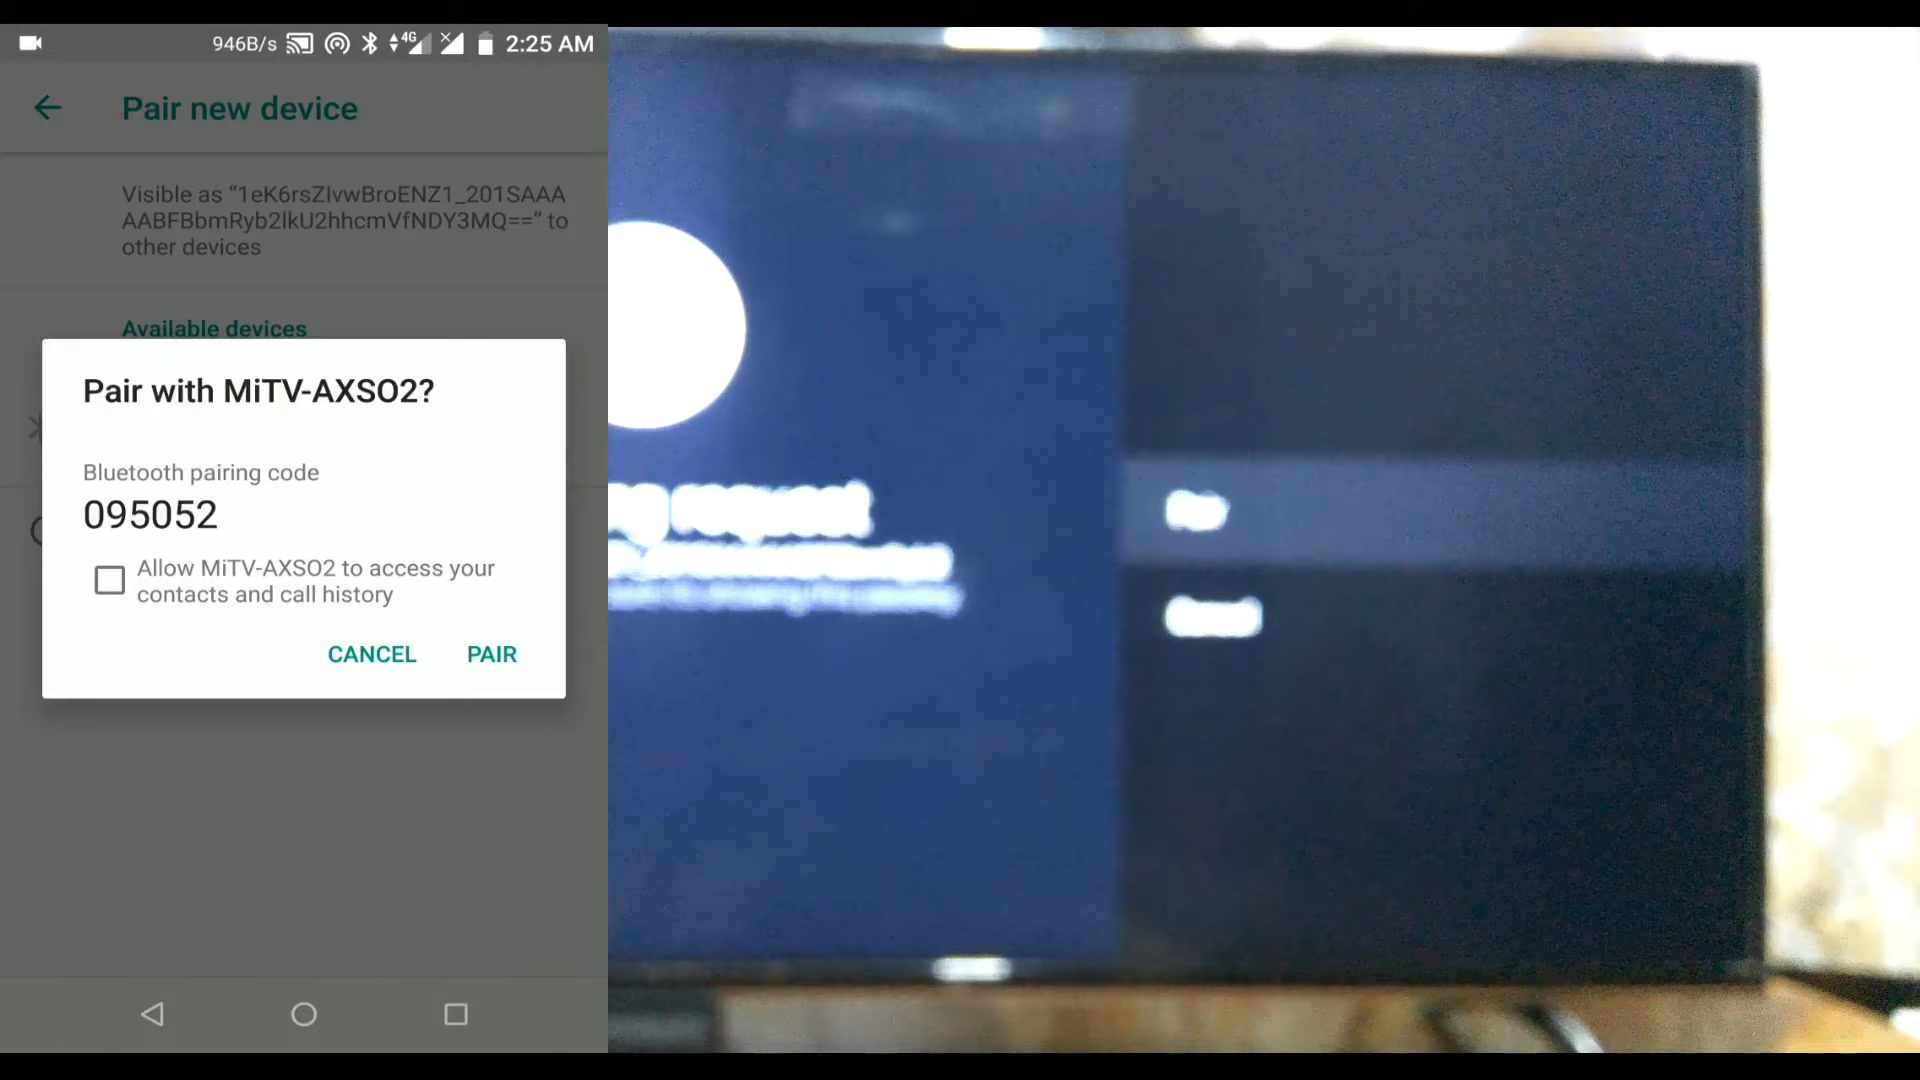 946B/s 4G 2:25 AM
Pair new device
Visible as “1eK6rsZIvwBroENZ1_201SAAA
AABFBbmRyb2lkU2hhcmVfNDY3MQ==” to
other devices
Available devices
Pair with MiTV-AXSO2?
Bluetooth pairing code
095052
Allow MiTV-AXSO2 to access your
contacts and call history
CANCEL PAIR